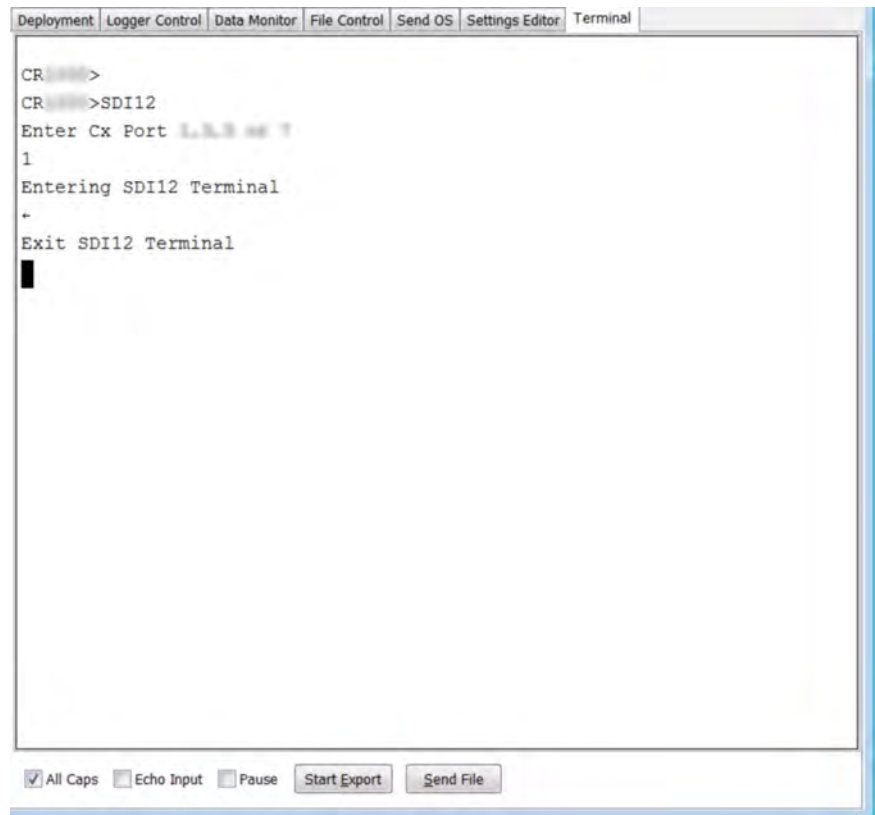 Deployment Logger Control Data Monitor File Control Send OS Settings Editor Terminal
CR >
CR >SDI12
Enter Cx Port
1
Entering SDI12 Terminal
←
Exit SDI12 Terminal
All Caps Echo Input Pause Start Export Send File